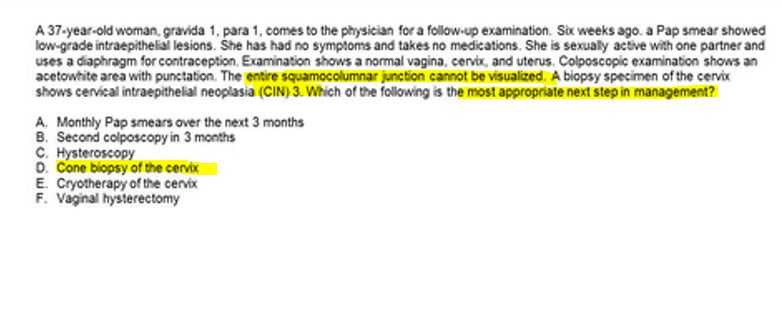 A 37-year-old woman, gravida 1, para 1, comes to the physician for a follow-up examination. Six weeks ago. a Pap smear showed
low-grade intraepithelial lesions. She has had no symptoms and takes no medications. She is sexually active with one partner and
uses a diaphragm for contraception. Examination shows a normal vagina, cervix, and uterus. Colposcopic examination shows an
acetowhite area with punctation. The entire squamocolumnar junction cannot be visualized. A biopsy specimen of the cervix
shows cervical intraepithelial neoplasia (CIN) 3. Which of the following is the most appropriate next step in management?
A. Monthly Pap smears over the next 3 months
B. Second colposcopy in 3 months
C. Hysteroscopy
D. Cone biopsy of the cervix
E. Cryotherapy of the cervix
F. Vaginal hysterectomy